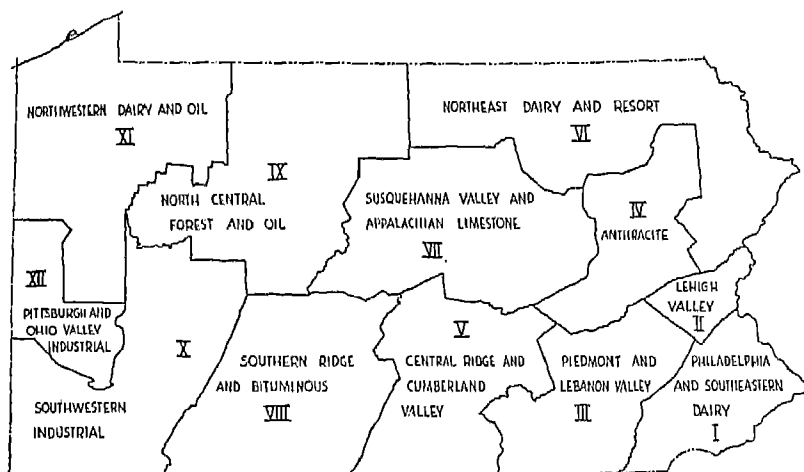 NORTHWESTERN DAIRY AND OIL
XI
NORTHEAST DAIRY AND RESORT
VI
IX
NORTH CENTRAL
FOREST AND OIL
SUSQUEHANNA VALLEY AND
APPALACHIAN LIMESTONE
VII
IV
ANTHRACITE
XII
PITTSBURGH AND
OHIO VALLEY
INDUSTRIAL
LEHIGH
VALLEY
II
X
SOUTHWESTERN
INDUSTRIAL
SOUTHERN RIDGE
AND BITUMINOUS
VIII
V
CENTRAL RIDGE AND
CUMBERLAND
VALLEY
PIEDMONT AND
LEBANON VALLEY
III
PHILADELPHIA
AND SOUTHEASTERN
DAIRY
I